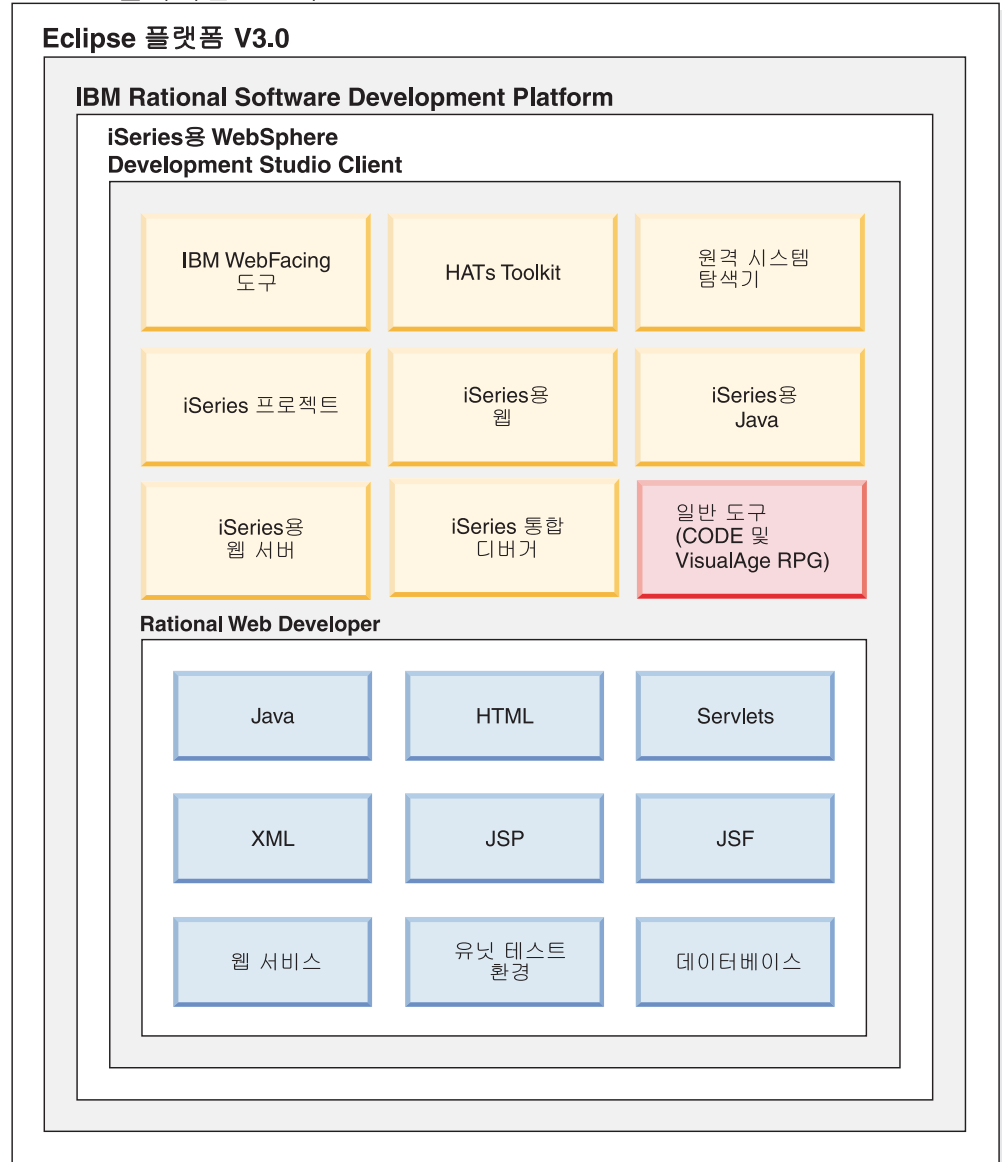 Eclipse 플랫폼 V3.0
IBM Rational Software Development Platform
iSeries용 WebSphere
Development Studio Client
IBM WebFacing
도구
HATs Toolkit
원격 시스템
탐색기
iSeries 프로젝트
iSeries용
웹
iSeries용
Java
iSeries용
웹 서버
iSeries 통합
디버거
일반 도구
(CODE 및
VisualAge RPG)
Rational Web Developer
Java
HTML
Servlets
XML
JSP
JSF
웹 서비스
유닛 테스트
환경
데이터베이스